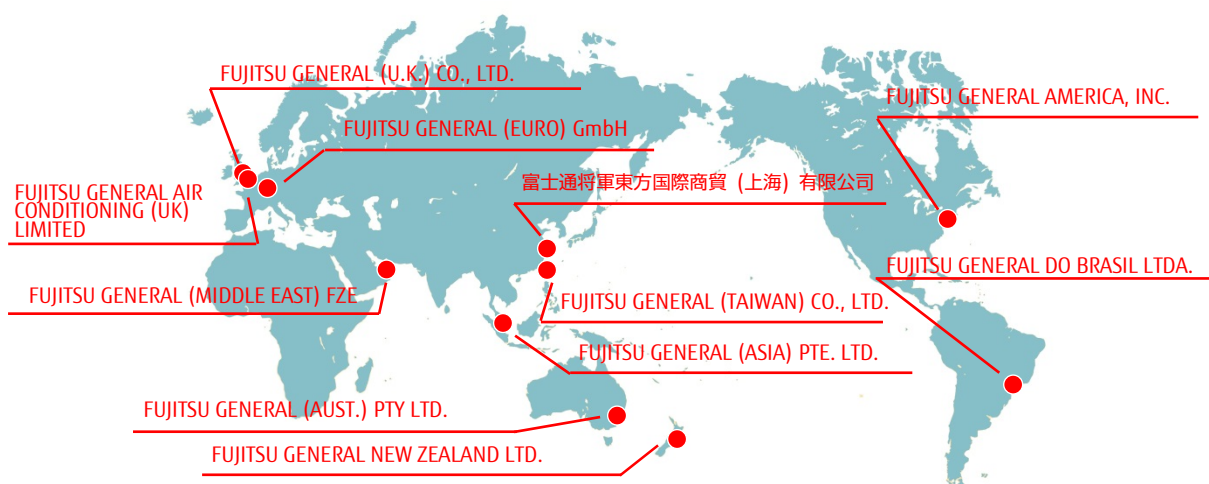 FUJITSU GENERAL (U.K.) CO., LTD.
FUJITSU GENERAL AMERICA, INC.
FUJITSU GENERAL (EURO) GmbH
富士通将軍東方国際商貿 (上海) 有限公司
FUJITSU GENERAL AIR
CONDITIONING (UK)
LIMITED
FUJITSU GENERAL DO BRASIL LTDA.
FUJITSU GENERAL (MIDDLE EAST) FZE
FUJITSU GENERAL (TAIWAN) CO., LTD.
FUJITSU GENERAL (ASIA) PTE. LTD.
FUJITSU GENERAL (AUST.) PTY LTD.
FUJITSU GENERAL NEW ZEALAND LTD.